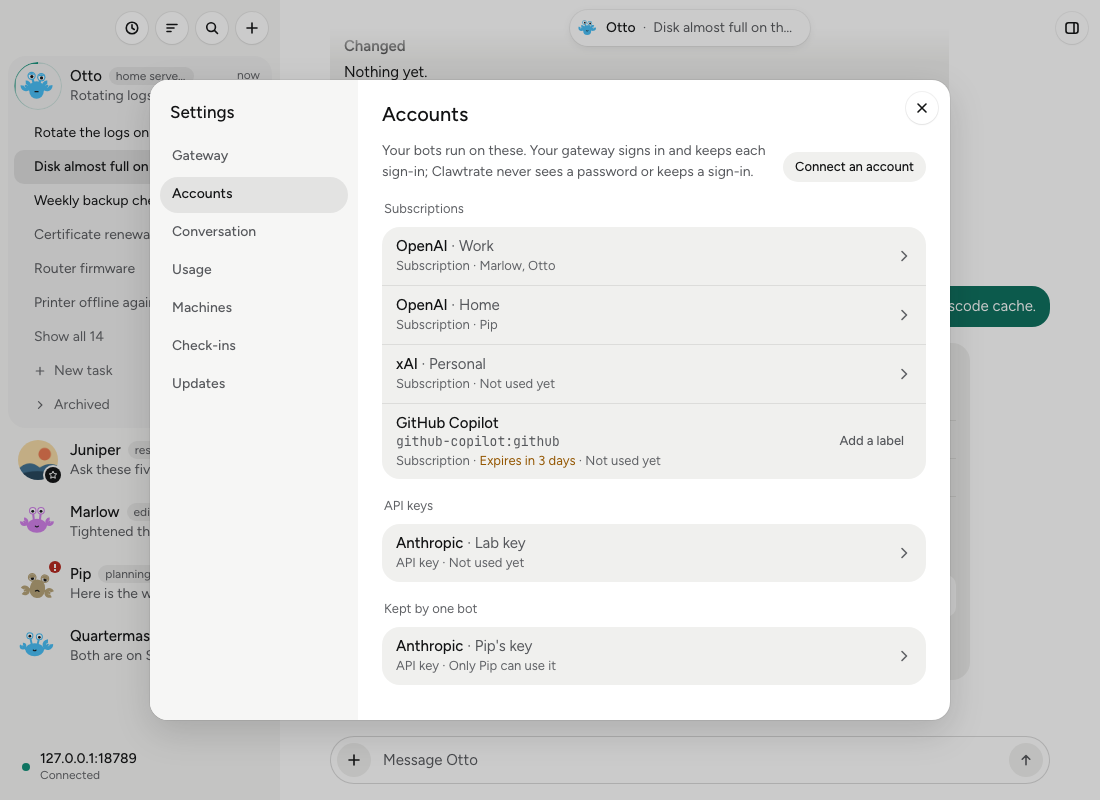 Otto · Disk almost full on th...
Changed
Nothing yet.
Otto home serve... now
Rotating logs
Rotate the logs on
Disk almost full on
Weekly backup che
Certificate renewa
Router firmware
Printer offline again
Show all 14
New task
Archived
Juniper res
Ask these five
Marlow edi
Tightened th
Pip planning
Here is the w
Quartermas
Both are on S
127.0.0.1:18789
Connected
Settings
Gateway
Accounts
Conversation
Usage
Machines
Check-ins
Updates
Accounts
Your bots run on these. Your gateway signs in and keeps each
sign-in; Clawtrate never sees a password or keeps a sign-in.
Connect an account
Subscriptions
OpenAI · Work
Subscription · Marlow, Otto
OpenAI · Home
Subscription · Pip
xAI · Personal
Subscription · Not used yet
GitHub Copilot
github-copilot:github
Subscription · Expires in 3 days · Not used yet
Add a label
API keys
Anthropic · Lab key
API key · Not used yet
Kept by one bot
Anthropic · Pip's key
API key · Only Pip can use it
scode cache.
Message Otto